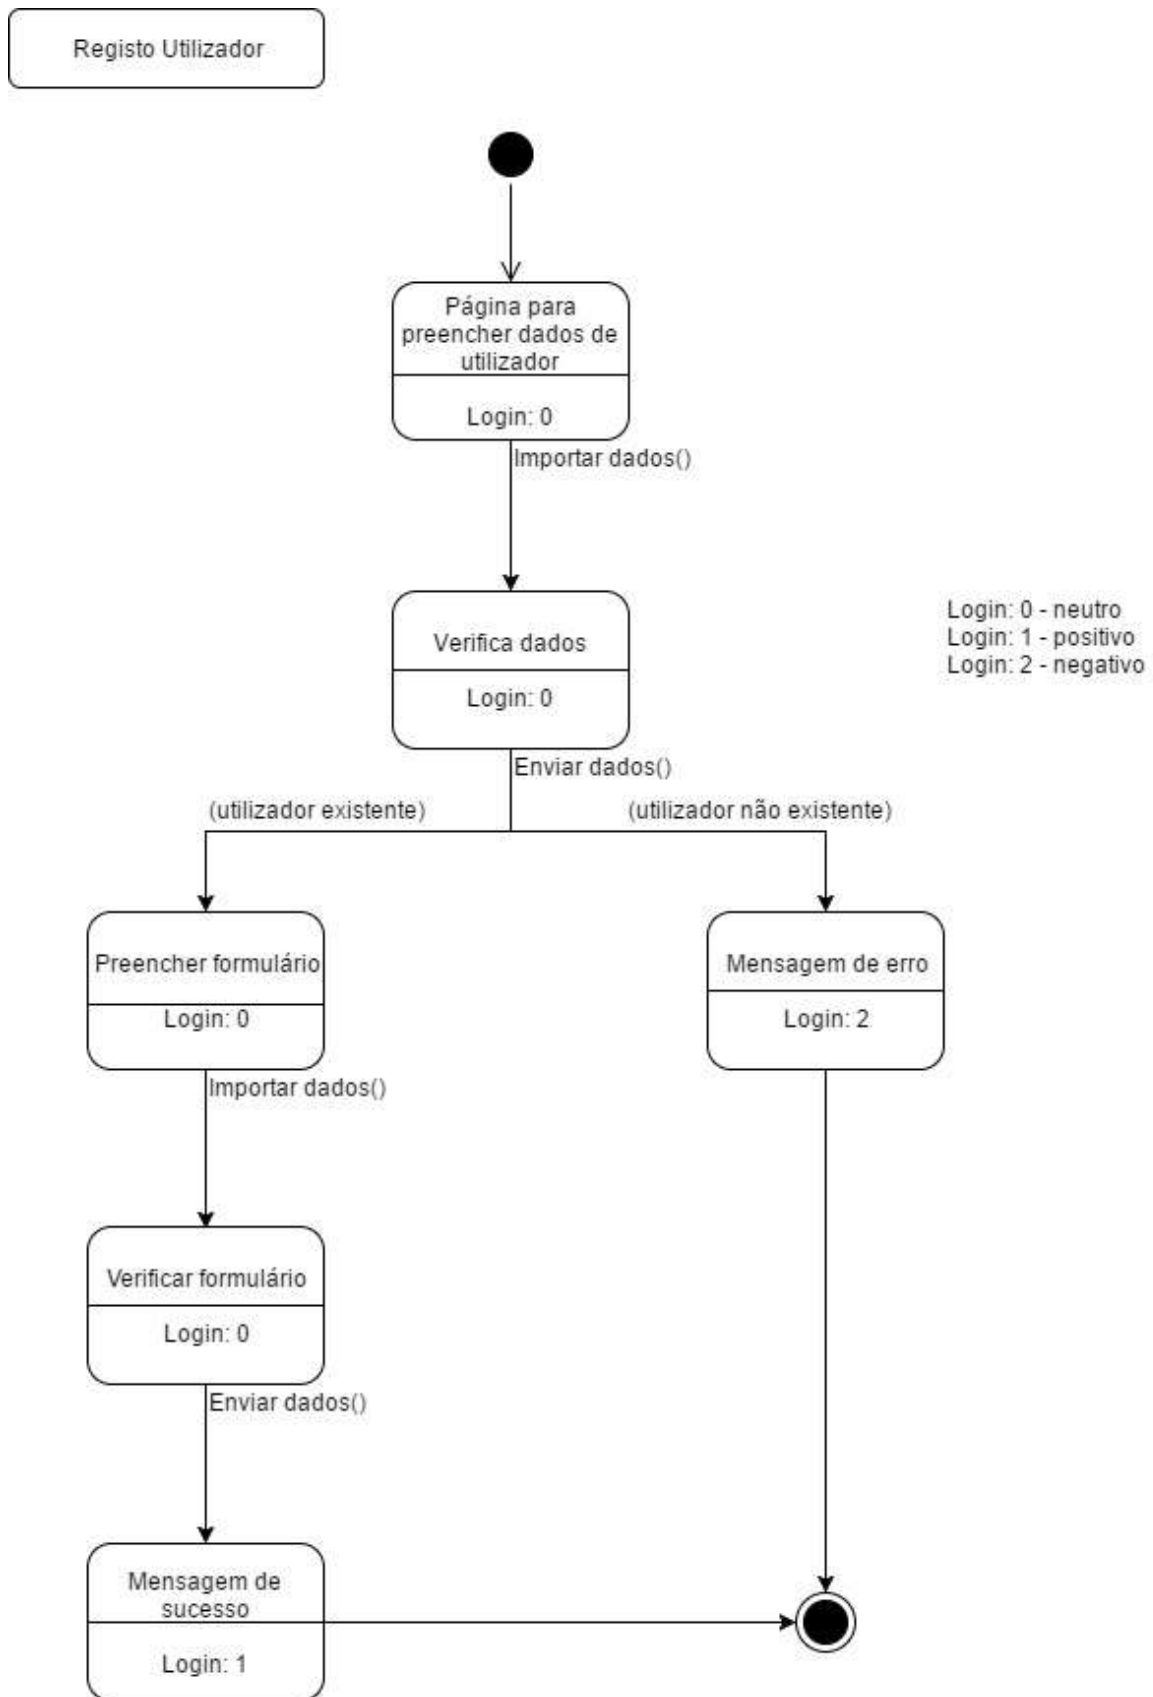 Registo Utilizador
Página para
preencher dados de
utilizador
Login: 0
Importar dados()
Verifica dados
Login: 0
Login: 0 - neutro
Login: 1 - positivo
Login: 2 - negativo
Enviar dados()
(utilizador existente)
(utilizador não existente)
Preencher formulário
Login: 0
Mensagem de erro
Login: 2
Importar dados()
Verificar formulário
Login: 0
Enviar dados()
Mensagem de
sucesso
Login: 1